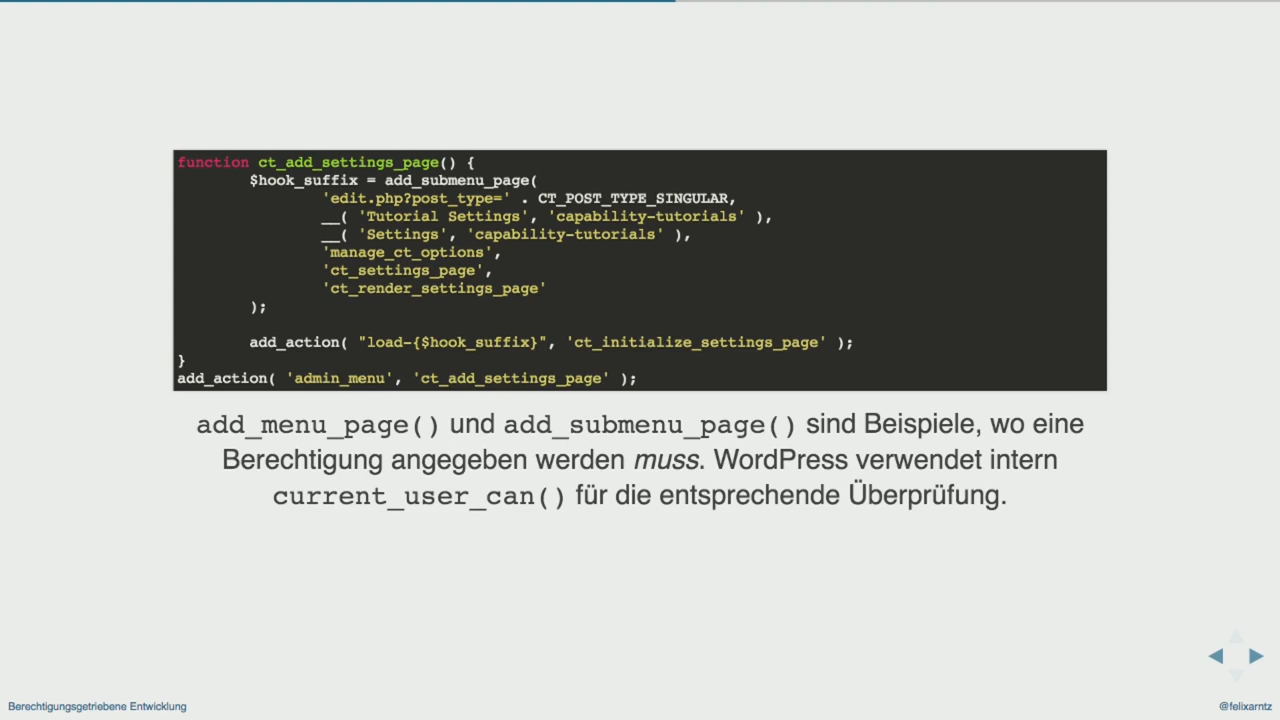 function ct_add_settings_page() {
$hook_suffix = add_submenu_page(
'edit.php?post_type=' . CT_POST_TYPE_SINGULAR,
__( 'Tutorial Settings', 'capability-tutorials' ),
__( 'Settings', 'capability-tutorials' ),
'manage_ct_options',
'ct_settings_page',
'ct_render_settings_page'
);
add_action( "load-{$hook_suffix}", 'ct_initialize_settings_page' );
}
add_action( 'admin_menu', 'ct_add_settings_page' );
add_menu_page() und add_submenu_page() sind Beispiele, wo eine
Berechtigung angegeben werden muss. WordPress verwendet intern
current_user_can() für die entsprechende Überprüfung.
Berechtigungsgetriebene Entwicklung
@felixarntz